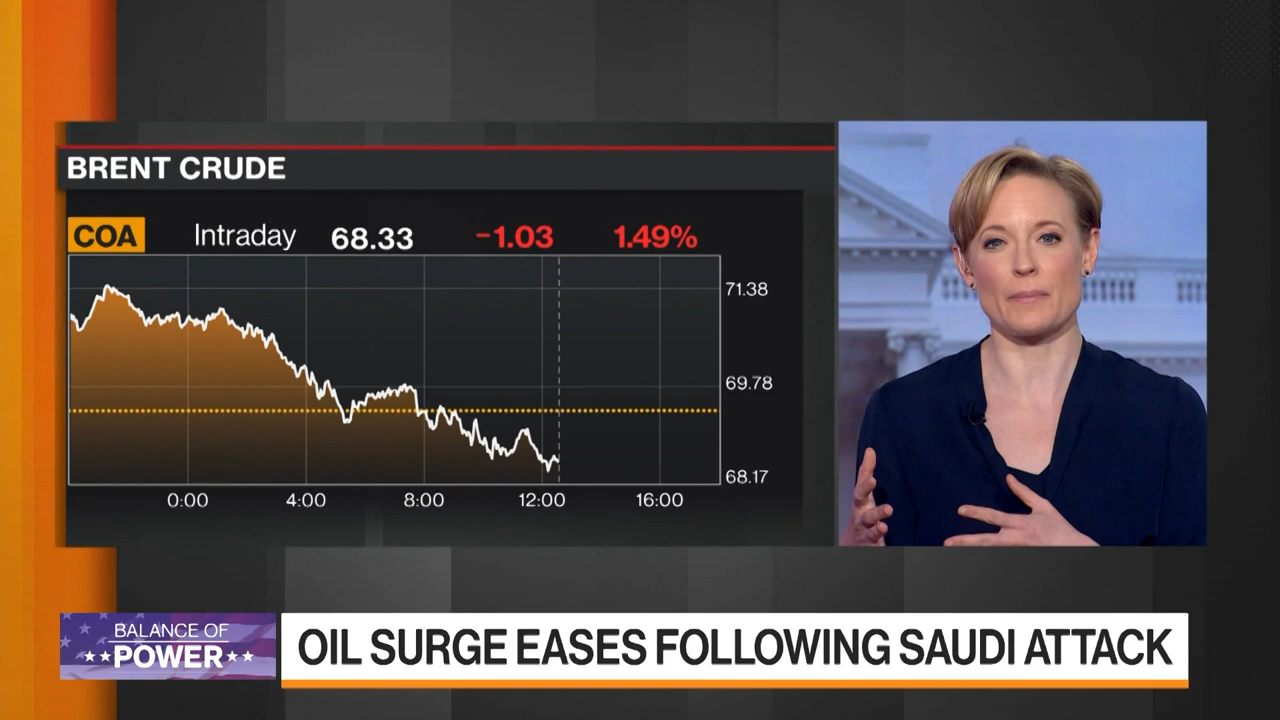 BRENT CRUDE
COA Intraday 68.33 -1.03 1.49%
71.38
69.78
68.17
0:00 4:00 8:00 12:00 16:00
BALANCE OF
POWER
OIL SURGE EASES FOLLOWING SAUDI ATTACK